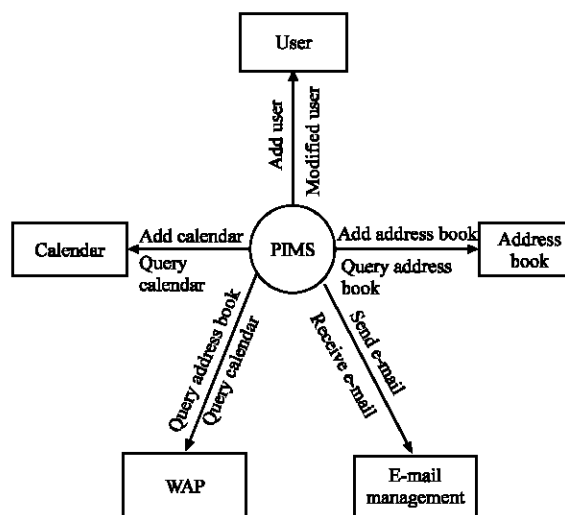 User
Add user
Modified user
Calendar
Add calendar
Query
calendar
PIMS
Add address book
Query address
book
Address
book
Query address book
Query calendar
Send e-mail
Receive e-mail
WAP
E-mail
management